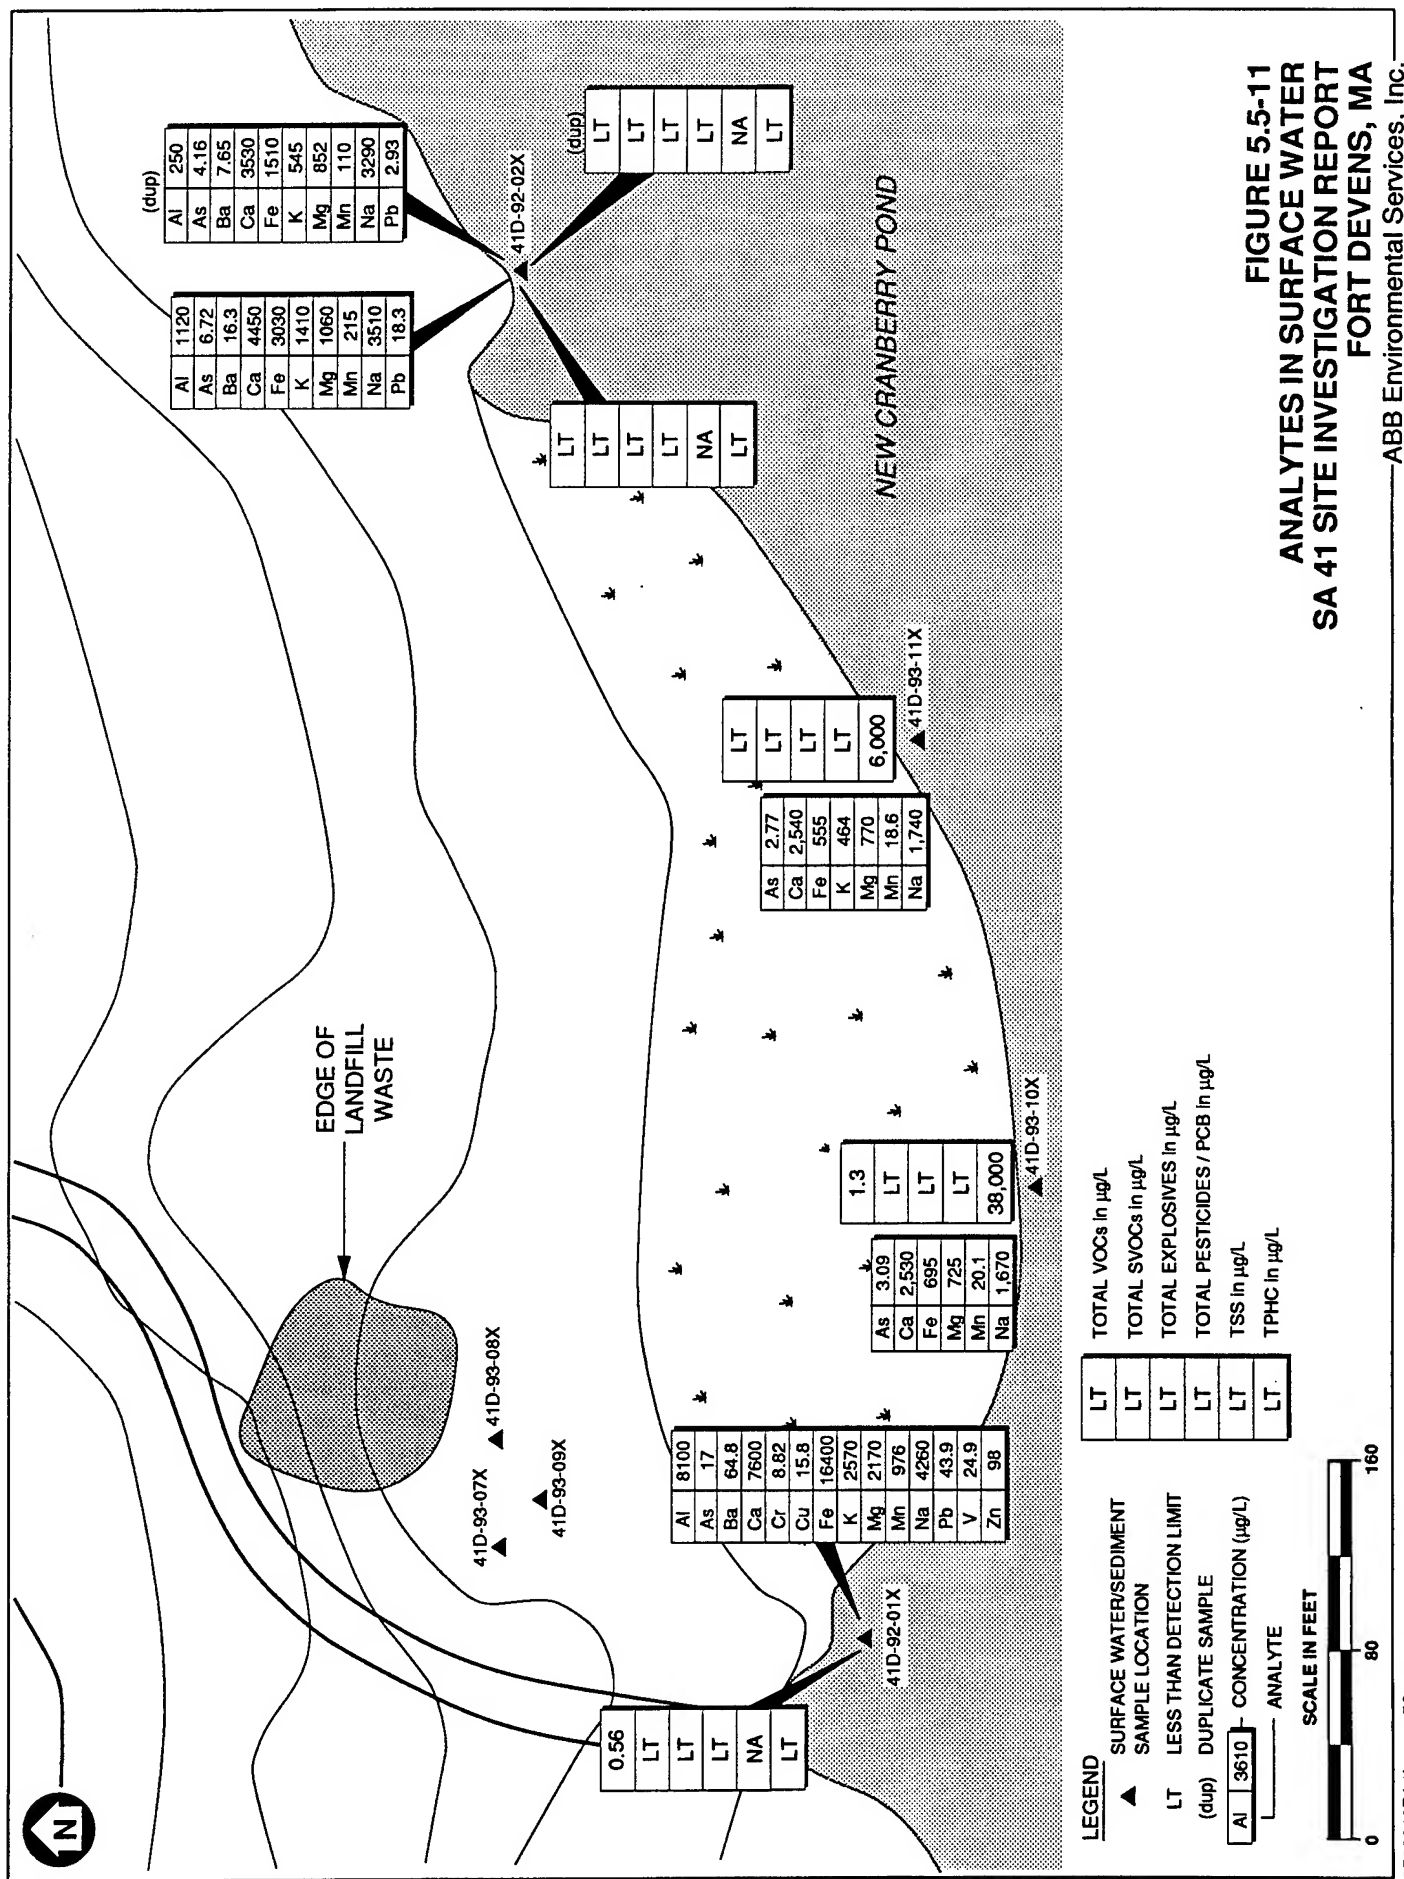 N
EDGE OF
LANDFILL
WASTE
41D-93-07X
41D-93-08X
41D-93-09X
0.56
LT
LT
LT
NA
LT
41D-92-01X
Al 8100
As 17
Ba 64.8
Ca 7600
Cr 8.82
Cu 15.8
Fe 16400
K 2570
Mg 2170
Mn 976
Na 4260
Pb 43.9
V 24.9
Zn 98
As 3.09
Ca 2,530
Fe 695
Mg 725
Mn 20.1
Na 1,670
1.3
LT
LT
LT
38,000
41D-93-10X
As 2.77
Ca 2,540
Fe 555
K 464
Mg 770
Mn 18.6
Na 1,740
LT
LT
LT
LT
6,000
41D-93-11X
LT
LT
LT
LT
NA
LT
Al 1120
As 6.72
Ba 16.3
Ca 4450
Fe 3030
K 1410
Mg 1060
Mn 215
Na 3510
Pb 18.3
(dup)
Al 250
As 4.16
Ba 7.65
Ca 3530
Fe 1510
K 545
Mg 852
Mn 110
Na 3290
Pb 2.93
41D-92-02X
(dup)
LT
LT
LT
LT
NA
LT
NEW CRANBERRY POND
LEGEND
SURFACE WATER/SEDIMENT
SAMPLE LOCATION
LT LESS THAN DETECTION LIMIT
(dup) DUPLICATE SAMPLE
Al 3610 CONCENTRATION (µg/L)
ANALYTE
LT TOTAL VOCs in µg/L
LT TOTAL SVOCs in µg/L
LT TOTAL EXPLOSIVES in µg/L
LT TOTAL PESTICIDES / PCB in µg/L
LT TSS in µg/L
LT TPHC in µg/L
SCALE IN FEET
0 80 160
FIGURE 5.5-11
ANALYTES IN SURFACE WATER
SA 41 SITE INVESTIGATION REPORT
FORT DEVENS, MA
ABB Environmental Services, Inc.